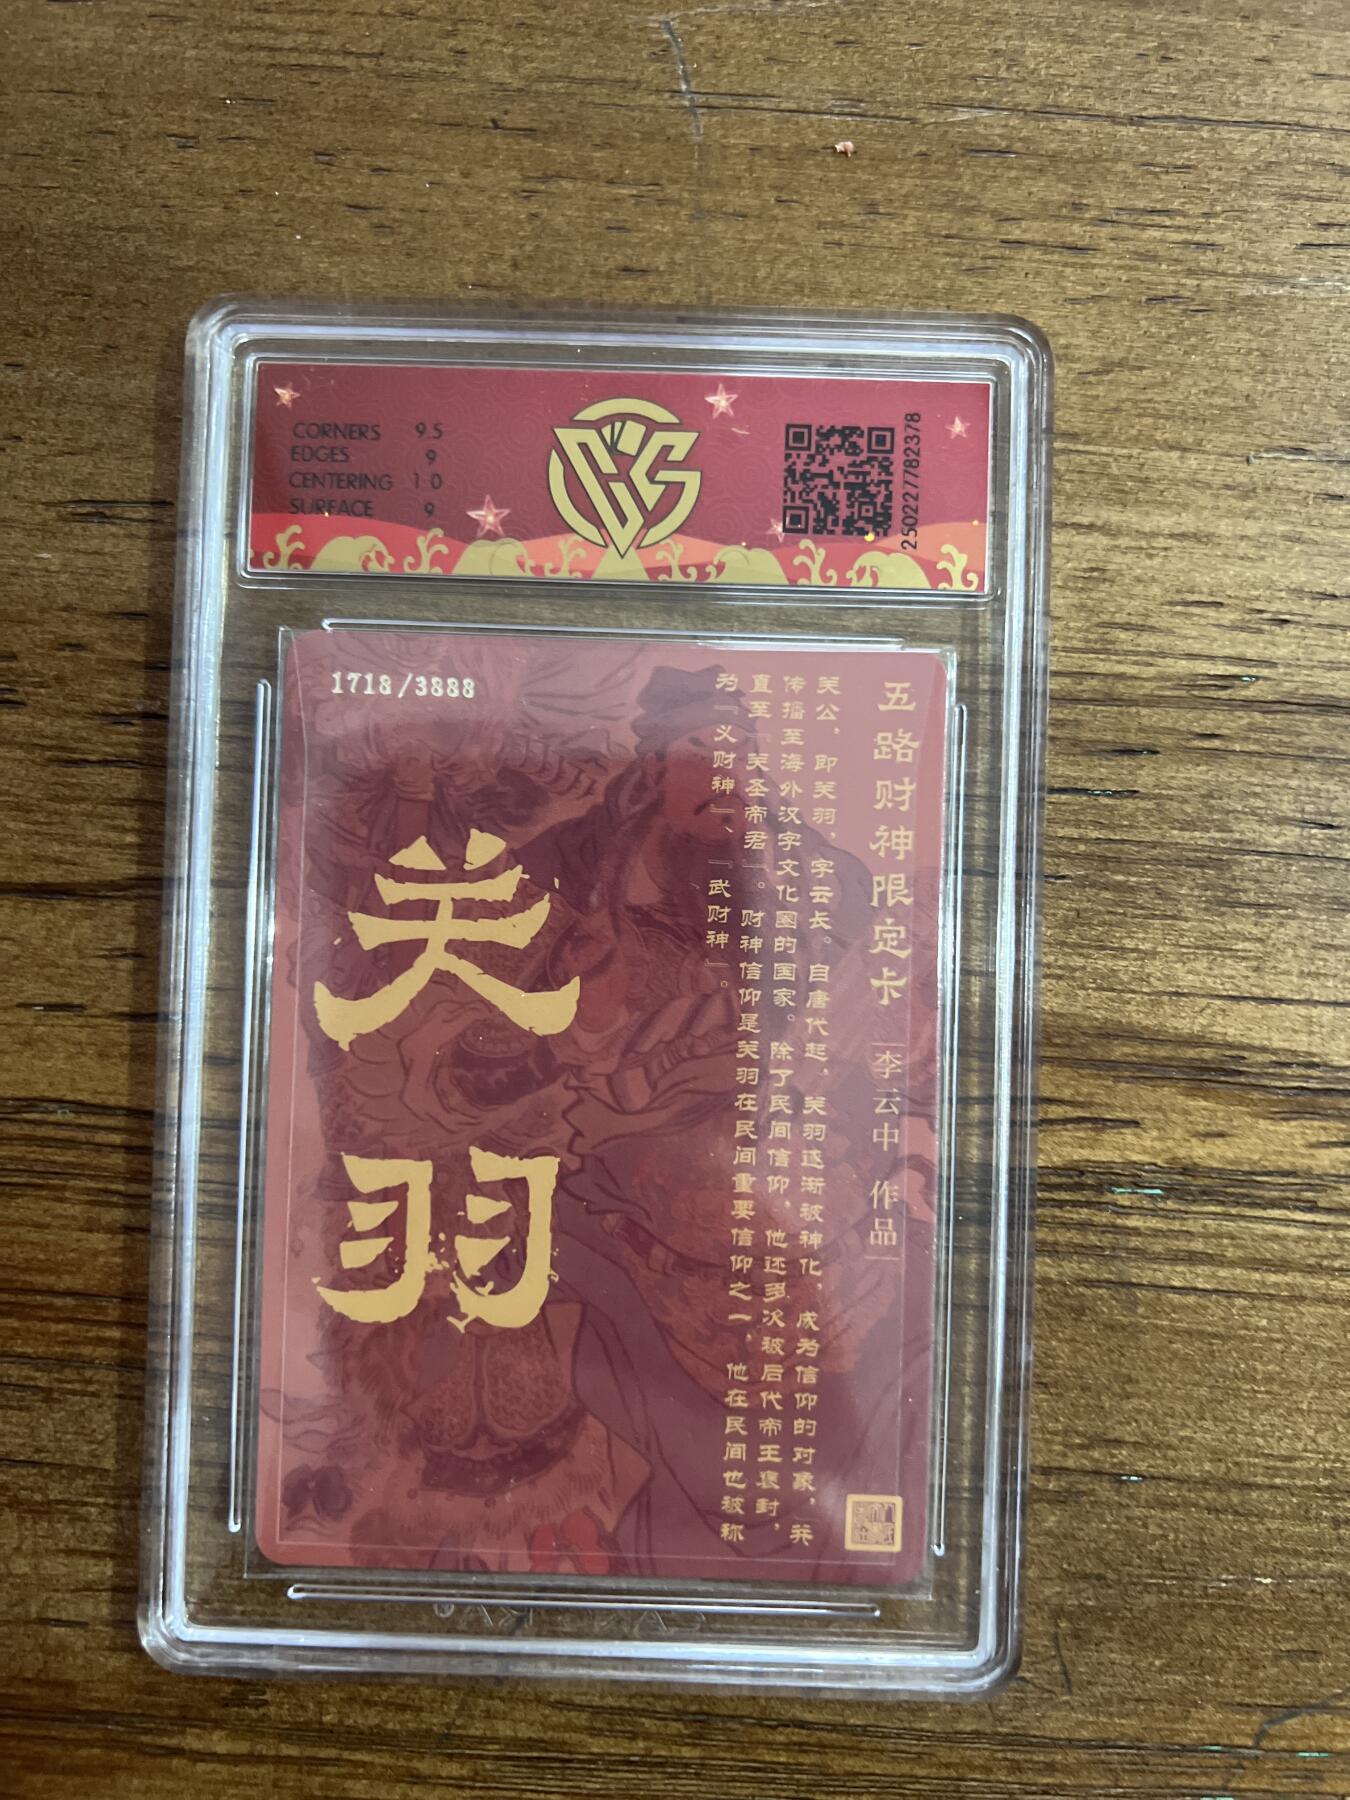 CORNERS 9.5
EDGES 9
CENTERING 10
SURFACE 9
CCS
250227782378
1718/3888
五路财神限定卡
李云中 作品
关公，即关羽，字云长。自唐代起，关羽逐渐被神化，成为信仰的对象，并
传播至海外汉字文化圈的国家。除了民间信仰，他还多次被后代帝王褒封，
直至『关圣帝君』。财神信仰是关羽在民间重要信仰之一，他在民间也被称
为『义财神』、『武财神』。
关羽